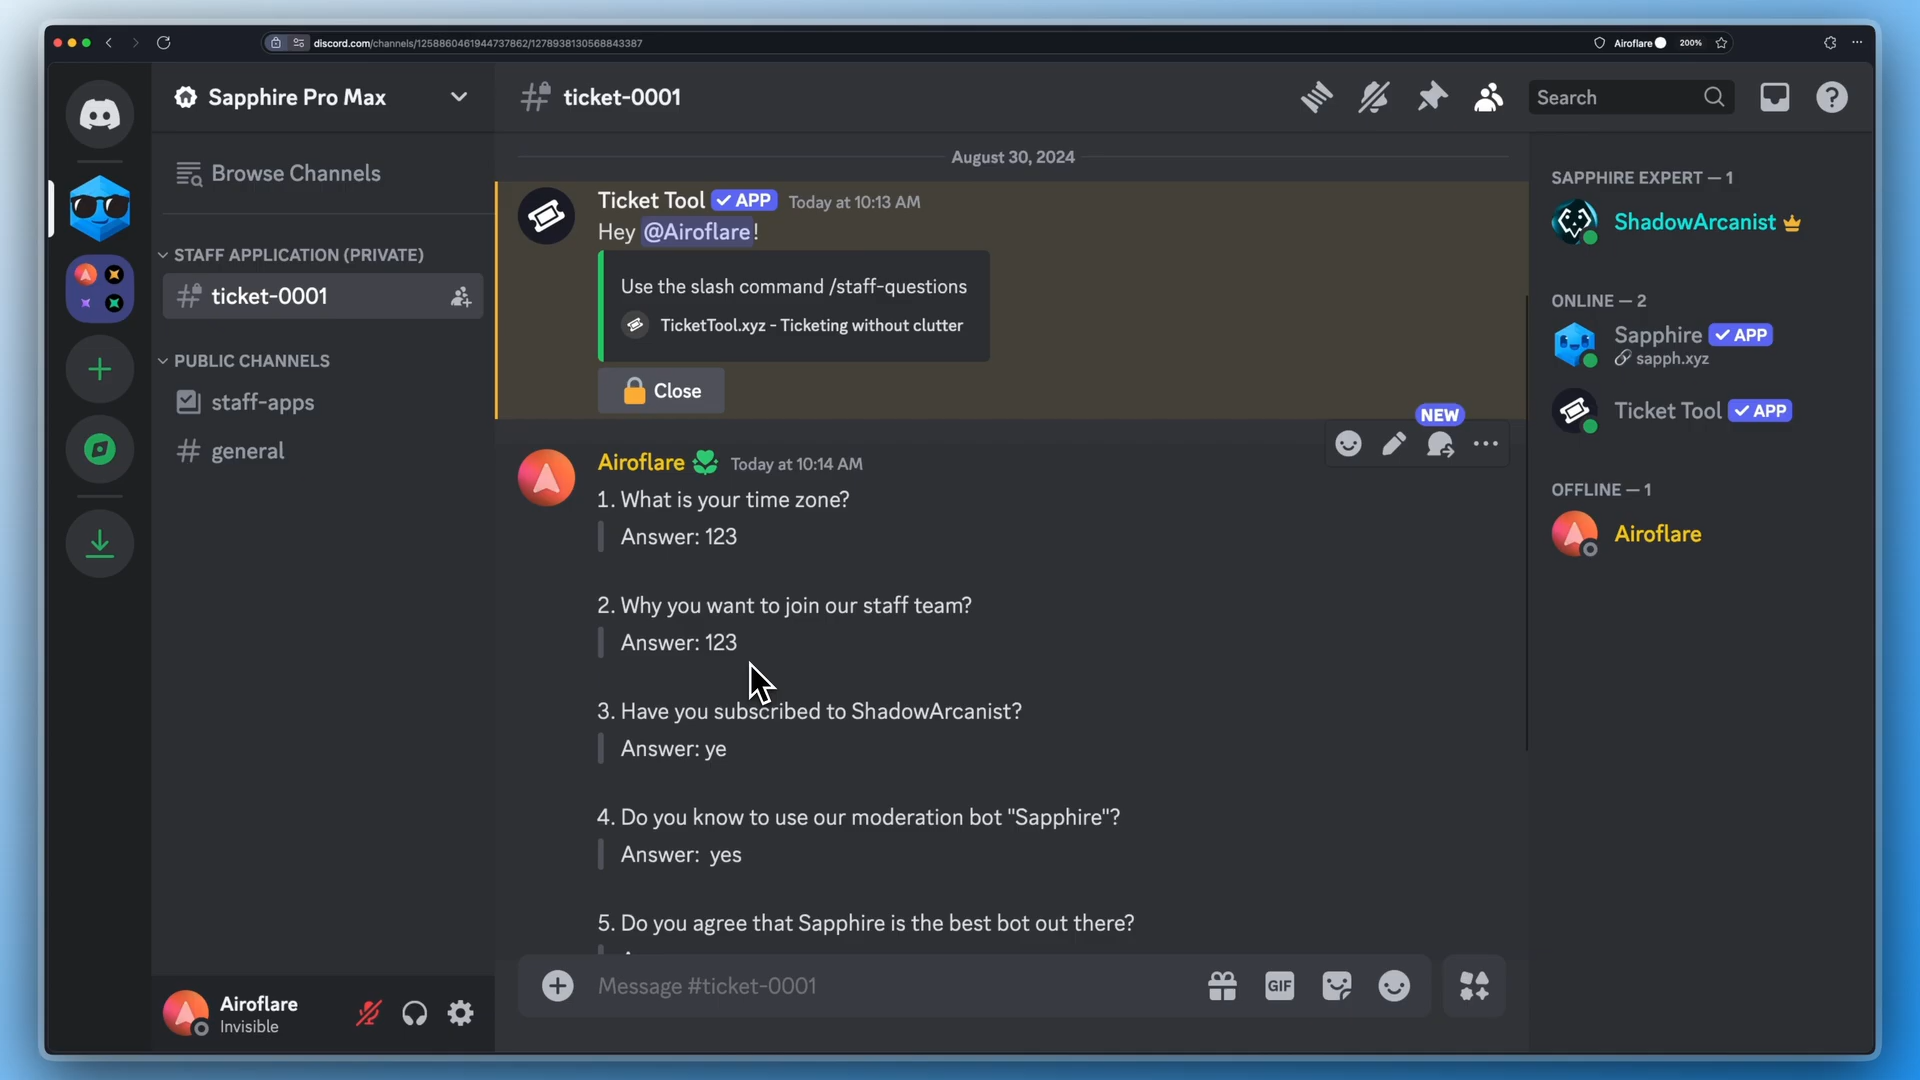 discord.com/channels/1258860461944737862/1278938130568843387
Airoflare
200%
Sapphire Pro Max
ticket-0001
Search
Browse Channels
STAFF APPLICATION (PRIVATE)
ticket-0001
PUBLIC CHANNELS
staff-apps
general
Airoflare
Invisible
August 30, 2024
Ticket Tool APP Today at 10:13 AM
Hey @Airoflare!
Use the slash command /staff-questions
TicketTool.xyz - Ticketing without clutter
Close
NEW
Airoflare Today at 10:14 AM
1. What is your time zone?
Answer: 123
2. Why you want to join our staff team?
Answer: 123
3. Have you subscribed to ShadowArcanist?
Answer: ye
4. Do you know to use our moderation bot "Sapphire"?
Answer:  yes
5. Do you agree that Sapphire is the best bot out there?
Message #ticket-0001
GIF
SAPPHIRE EXPERT — 1
ShadowArcanist
ONLINE — 2
Sapphire APP
sapph.xyz
Ticket Tool APP
OFFLINE — 1
Airoflare